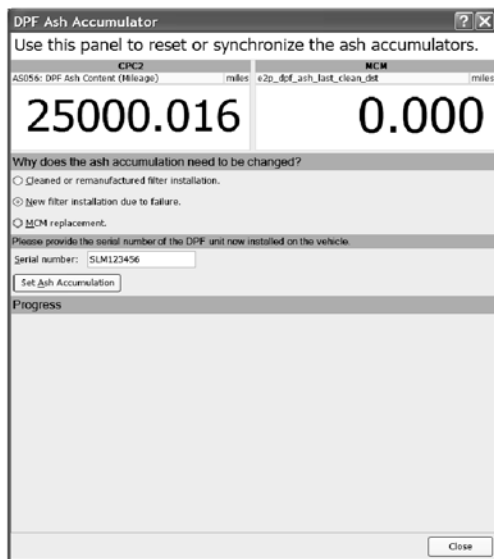 DPF Ash Accumulator
Use this panel to reset or synchronize the ash accumulators.
CPC2 MCM
AS056: DPF Ash Content (Mileage) miles e2p_dpf_ash_last_clean_dst miles
25000.016 0.000
Why does the ash accumulation need to be changed?
Cleaned or remanufactured filter installation.
New filter installation due to failure.
MCM replacement.
Please provide the serial number of the DPF unit now installed on the vehicle.
Serial number: SLM123456
Set Ash Accumulation
Progress
Close